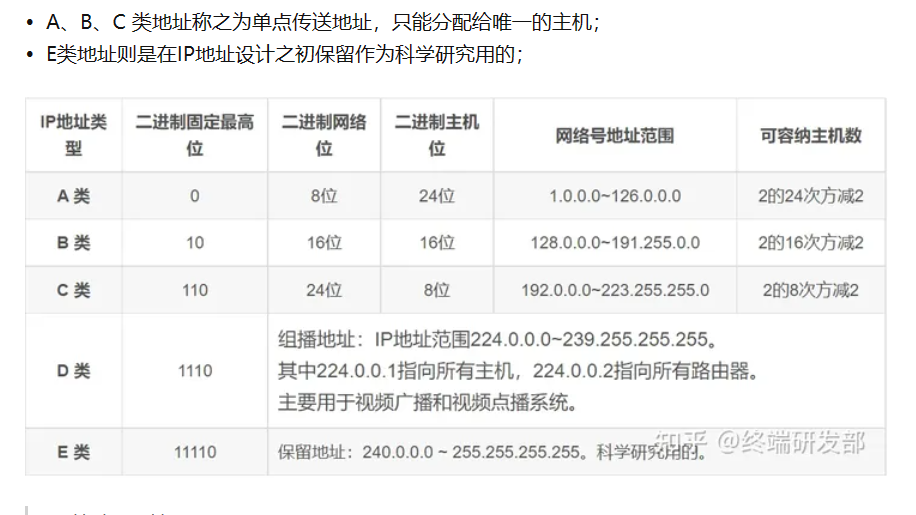 A、B、C 类地址称之为单点传送地址，只能分配给唯一的主机；
E类地址则是在IP地址设计之初保留作为科学研究用的；
IP地址类型 二进制固定最高位 二进制网络位 二进制主机位 网络号地址范围 可容纳主机数
A 类 0 8位 24位 1.0.0.0~126.0.0.0 2的24次方减2
B 类 10 16位 16位 128.0.0.0~191.255.0.0 2的16次方减2
C 类 110 24位 8位 192.0.0.0~223.255.255.0 2的8次方减2
D 类 1110 组播地址：IP地址范围224.0.0.0~239.255.255.255。
其中224.0.0.1指向所有主机，224.0.0.2指向所有路由器。
主要用于视频广播和视频点播系统。
E 类 11110 保留地址：240.0.0.0 ~ 255.255.255.255。科学研究用的。
知乎 @终端研发部